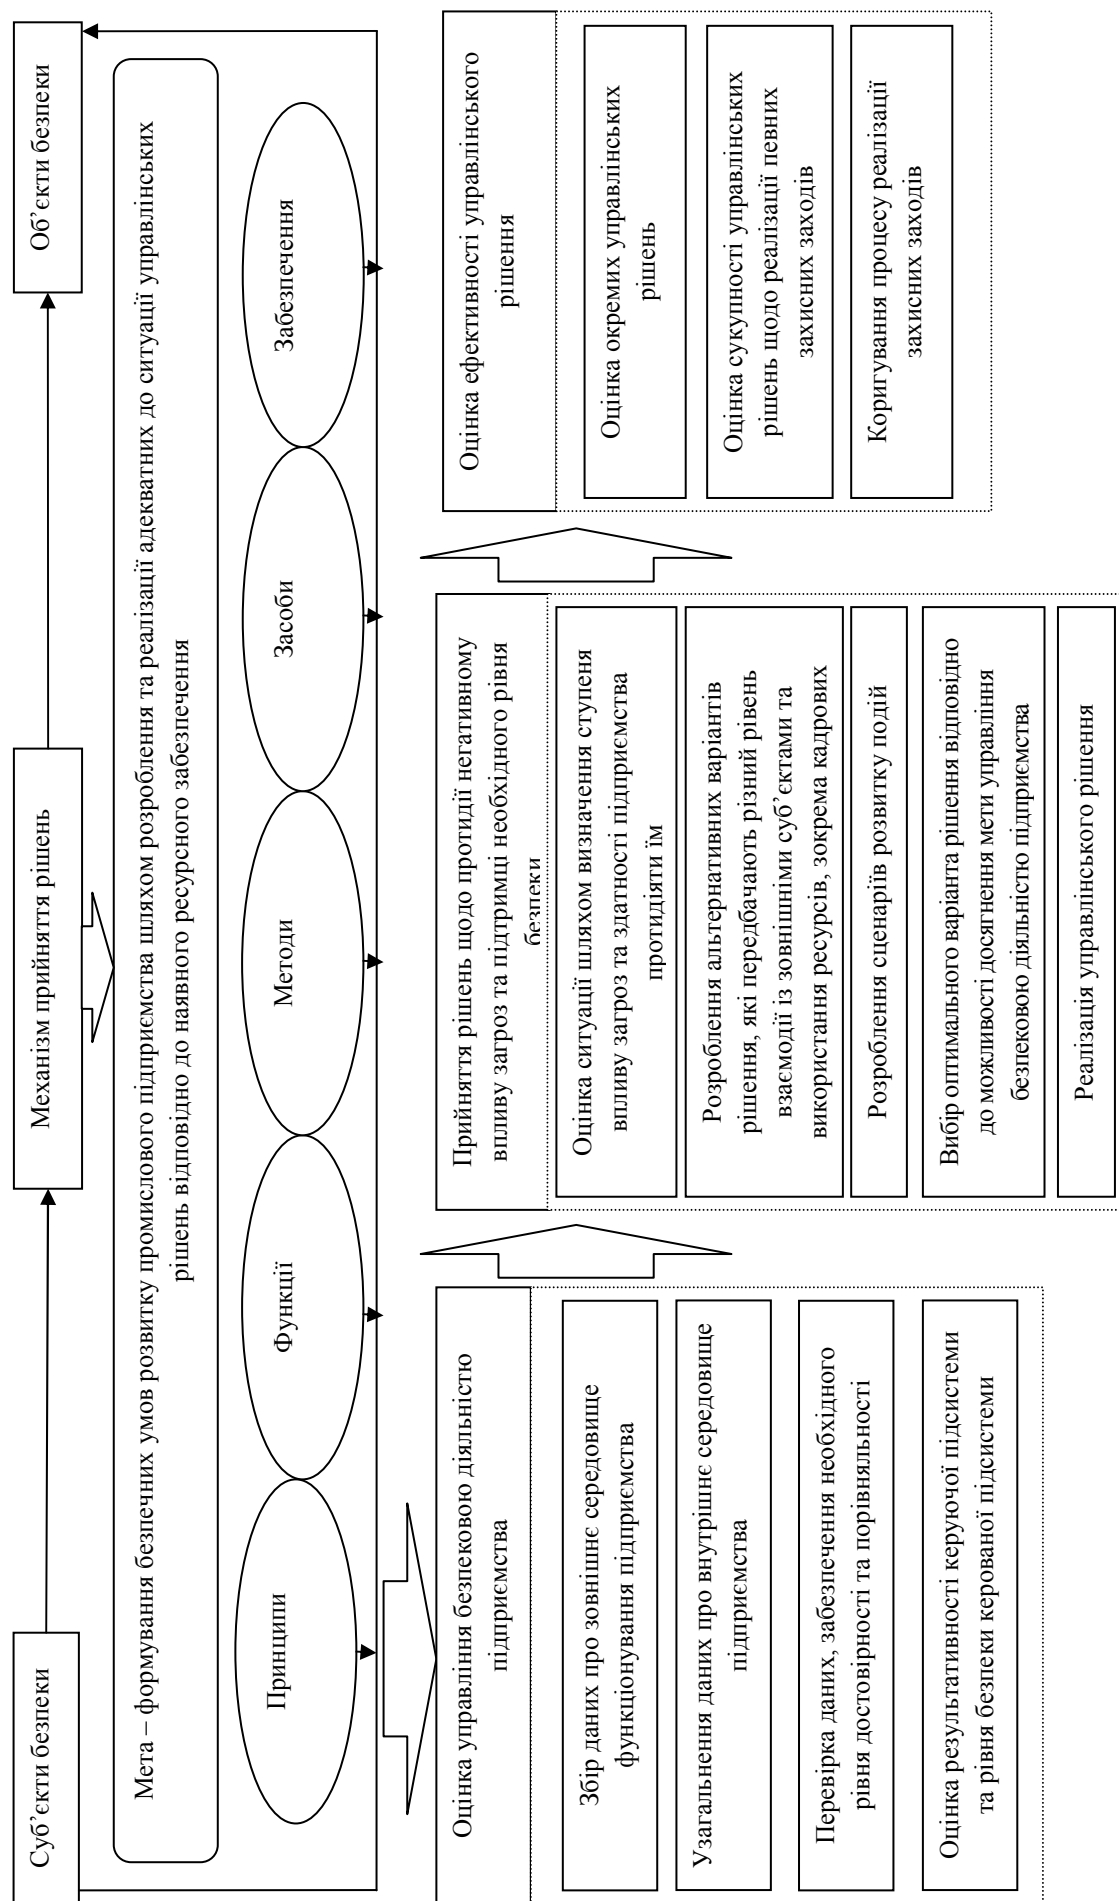 Суб’єкти безпеки
Механізм прийняття рішень
Об’єкти безпеки
Мета – формування безпечних умов розвитку промислового підприємства шляхом розроблення та реалізації адекватних до ситуації управлінських
рішень відповідно до наявного ресурсного забезпечення
Принципи
Функції
Методи
Засоби
Забезпечення
Оцінка управління безпековою діяльністю
підприємства
Збір даних про зовнішнє середовище
функціонування підприємства
Узагальнення даних про внутрішнє середовище
підприємства
Перевірка даних, забезпечення необхідного
рівня достовірності та порівняльності
Оцінка результативності керуючої підсистеми
та рівня безпеки керованої підсистеми
Прийняття рішень щодо протидії негативному
впливу загроз та підтримці необхідного рівня
безпеки
Оцінка ситуації шляхом визначення ступеня
впливу загроз та здатності підприємства
протидіяти їм
Розроблення альтернативних варіантів
рішення, які передбачають різний рівень
взаємодії із зовнішніми суб’єктами та
використання ресурсів, зокрема кадрових
Розроблення сценаріїв розвитку подій
Вибір оптимального варіанта рішення відповідно
до можливості досягнення мети управління
безпековою діяльністю підприємства
Реалізація управлінського рішення
Оцінка ефективності управлінського
рішення
Оцінка окремих управлінських
рішень
Оцінка сукупності управлінських
рішень щодо реалізації певних
захисних заходів
Коригування процесу реалізації
захисних заходів